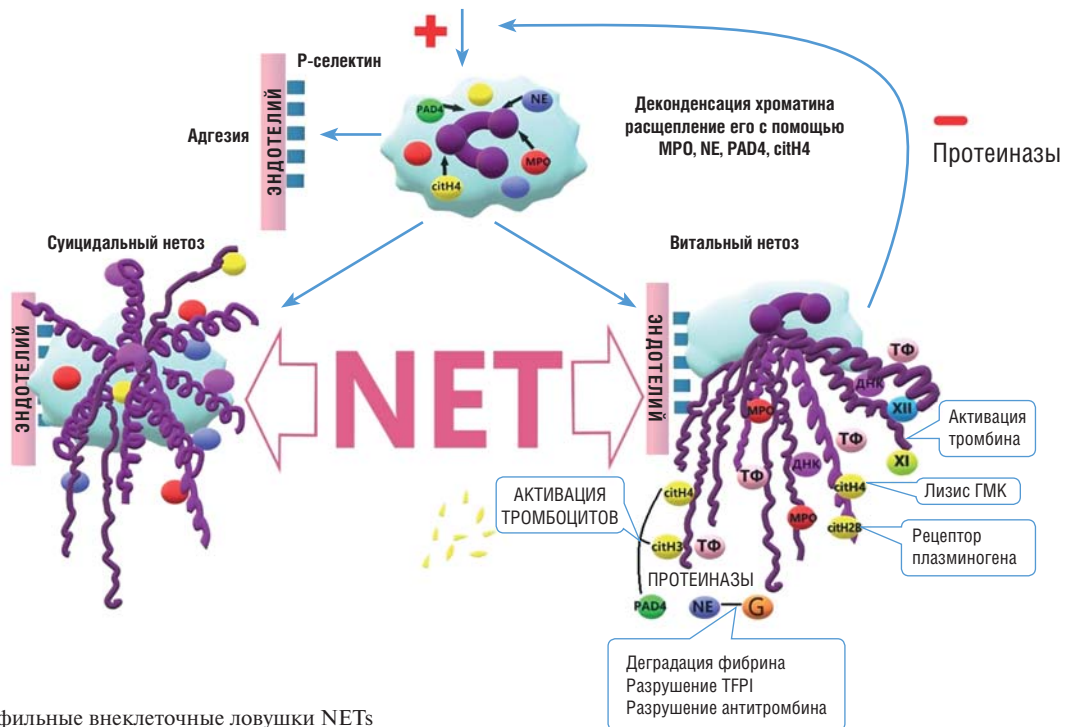 +
Р-селектин
PAD4
NE
MPO
citH4
Адгезия
ЭНДОТЕЛИЙ
Деконденсация хроматина
расщепление его с помощью
MPO, NE, PAD4, citH4
–
Протеиназы
Суицидальный нетоз
ЭНДОТЕЛИЙ
NET
Витальный нетоз
ЭНДОТЕЛИЙ
ТФ
ДНК
XII
MPO
Активация
тромбина
ТФ
XI
ДНК
ТФ
citH4
Лизис ГМК
citH4
АКТИВАЦИЯ
ТРОМБОЦИТОВ
MPO
citH2B
Рецептор
плазминогена
citH3
ТФ
ПРОТЕИНАЗЫ
PAD4
NE
G
Деградация фибрина
Разрушение TFPI
Разрушение антитромбина
фильные внеклеточные ловушки NETs